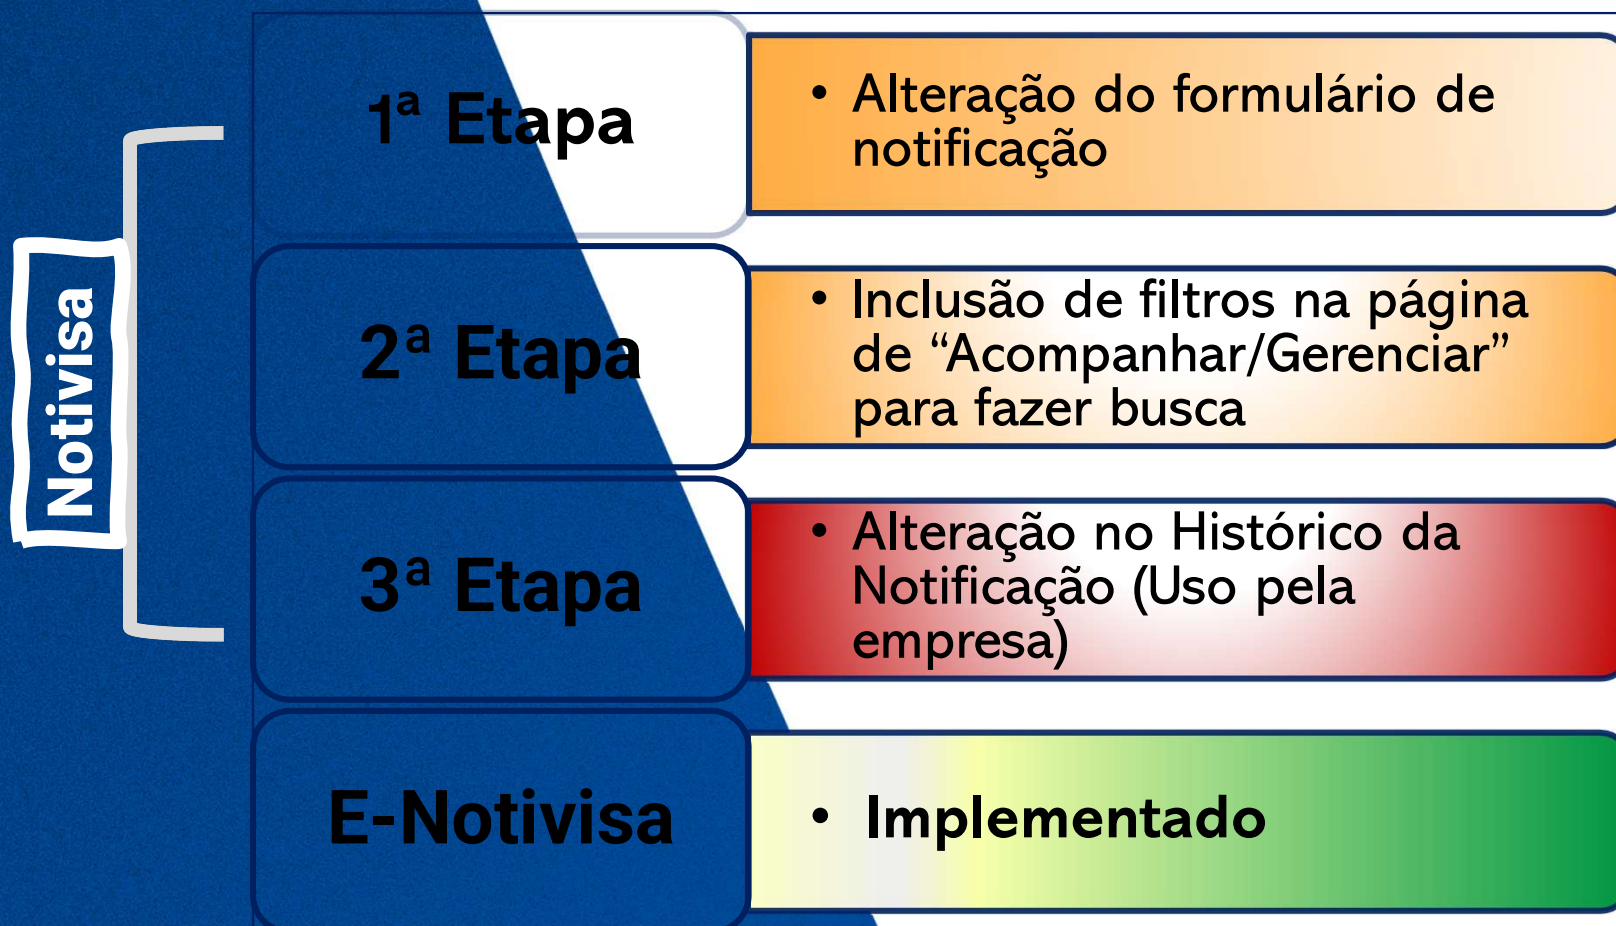 Notivisa
1ª Etapa
• Alteração do formulário de
notificação
2ª Etapa
• Inclusão de filtros na página
de “Acompanhar/Gerenciar”
para fazer busca
3ª Etapa
• Alteração no Histórico da
Notificação (Uso pela
empresa)
E-Notivisa
• Implementado